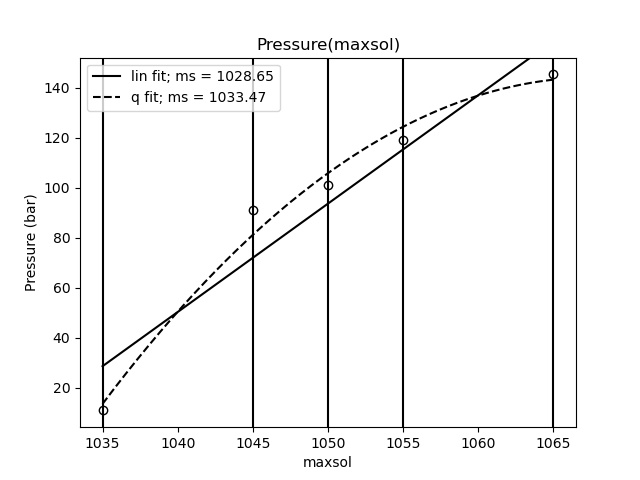 Pressure(maxsol)
lin fit; ms = 1028.65
q fit; ms = 1033.47
Pressure (bar)
140
120
100
80
60
40
20
1035 1040 1045 1050 1055 1060 1065
maxsol